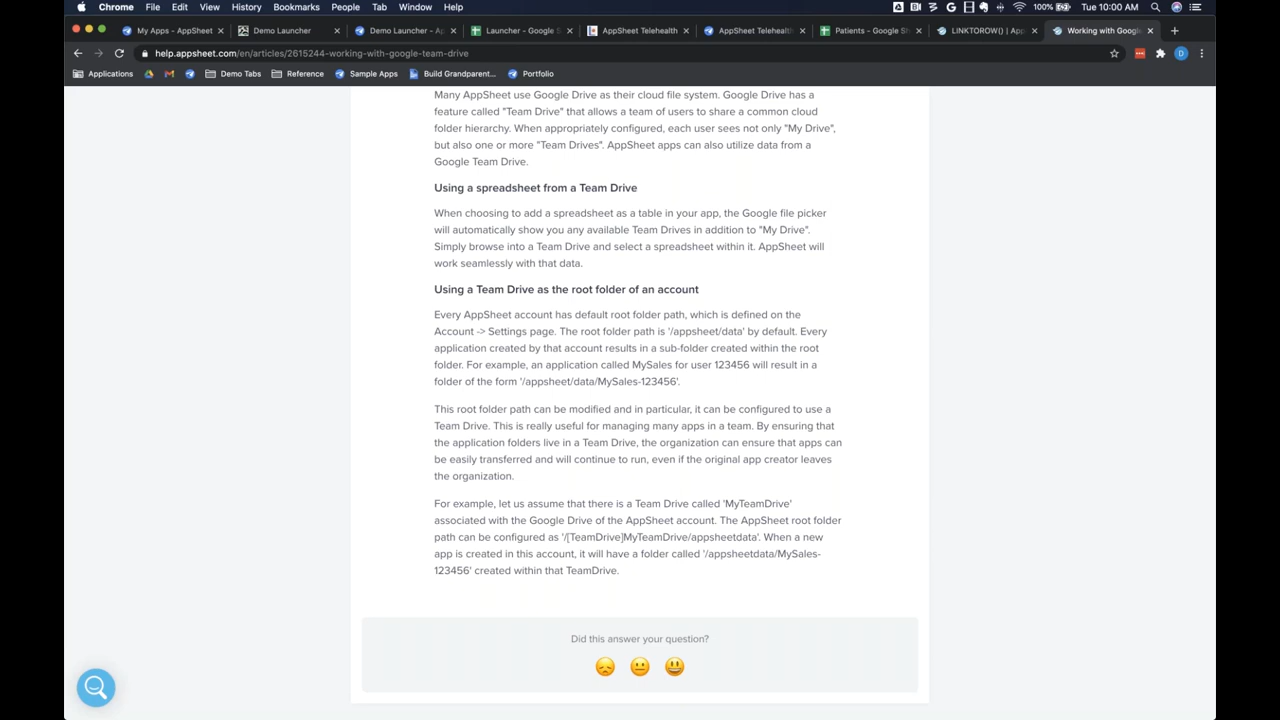 Chrome File Edit View History Bookmarks People Tab Window Help 100% Tue 10:00 AM
My Apps - AppSheet Demo Launcher Demo Launcher - Ap Launcher - Google S AppSheet Telehealth AppSheet Telehealth Patients - Google Sh LINKTOROW() | App Working with Google
help.appsheet.com/en/articles/2615244-working-with-google-team-drive
Applications Demo Tabs Reference Sample Apps Build Grandparent... Portfolio
Many AppSheet use Google Drive as their cloud file system. Google Drive has a
feature called "Team Drive" that allows a team of users to share a common cloud
folder hierarchy. When appropriately configured, each user sees not only "My Drive",
but also one or more "Team Drives". AppSheet apps can also utilize data from a
Google Team Drive.
Using a spreadsheet from a Team Drive
When choosing to add a spreadsheet as a table in your app, the Google file picker
will automatically show you any available Team Drives in addition to "My Drive".
Simply browse into a Team Drive and select a spreadsheet within it. AppSheet will
work seamlessly with that data.
Using a Team Drive as the root folder of an account
Every AppSheet account has default root folder path, which is defined on the
Account -> Settings page. The root folder path is '/appsheet/data' by default. Every
application created by that account results in a sub-folder created within the root
folder. For example, an application called MySales for user 123456 will result in a
folder of the form '/appsheet/data/MySales-123456'.
This root folder path can be modified and in particular, it can be configured to use a
Team Drive. This is really useful for managing many apps in a team. By ensuring that
the application folders live in a Team Drive, the organization can ensure that apps can
be easily transferred and will continue to run, even if the original app creator leaves
the organization.
For example, let us assume that there is a Team Drive called 'MyTeamDrive'
associated with the Google Drive of the AppSheet account. The AppSheet root folder
path can be configured as '/[TeamDrive]MyTeamDrive/appsheetdata'. When a new
app is created in this account, it will have a folder called '/appsheetdata/MySales-
123456' created within that TeamDrive.
Did this answer your question?